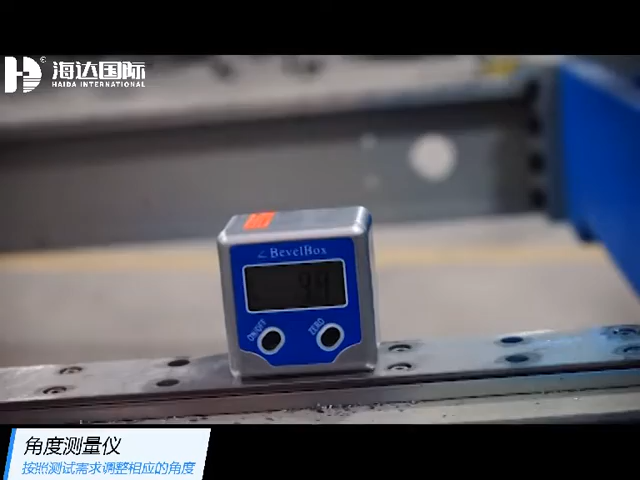 海达国际
HAIDA INTERNATIONAL
BevelBox
ON/OFF
ZERO
角度测量仪
按照测试需求调整相应的角度